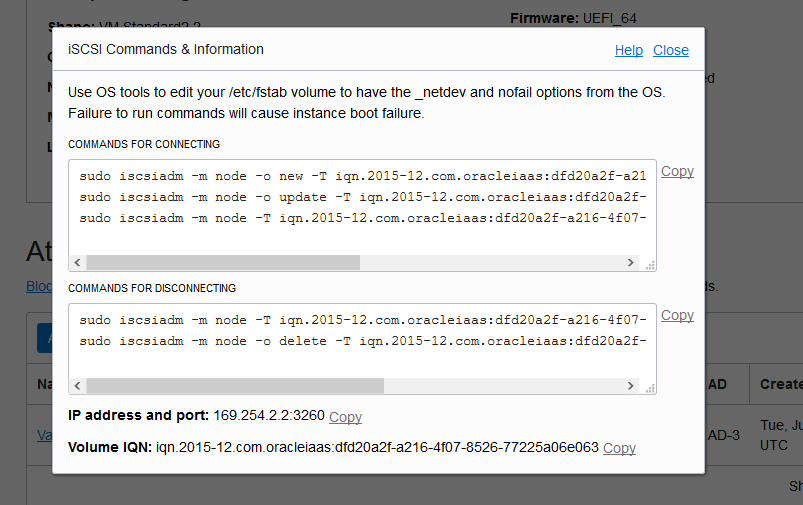 Shape: VM.Standard2.2
Firmware: UEFI_64
iSCSI Commands & Information
Help Close
Use OS tools to edit your /etc/fstab volume to have the _netdev and nofail options from the OS.
Failure to run commands will cause instance boot failure.
COMMANDS FOR CONNECTING
sudo iscsiadm -m node -o new -T iqn.2015-12.com.oracleiaas:dfd20a2f-a21
sudo iscsiadm -m node -o update -T iqn.2015-12.com.oracleiaas:dfd20a2f-
sudo iscsiadm -m node -T iqn.2015-12.com.oracleiaas:dfd20a2f-a216-4f07-
Copy
At
Bloc
ds.
COMMANDS FOR DISCONNECTING
sudo iscsiadm -m node -T iqn.2015-12.com.oracleiaas:dfd20a2f-a216-4f07-
sudo iscsiadm -m node -o delete -T iqn.2015-12.com.oracleiaas:dfd20a2f-
Copy
Na
AD
Create
IP address and port: 169.254.2.2:3260 Copy
Va
AD-3
Tue, Ju
UTC
Volume IQN: iqn.2015-12.com.oracleiaas:dfd20a2f-a216-4f07-8526-77225a06e063 Copy
Sh